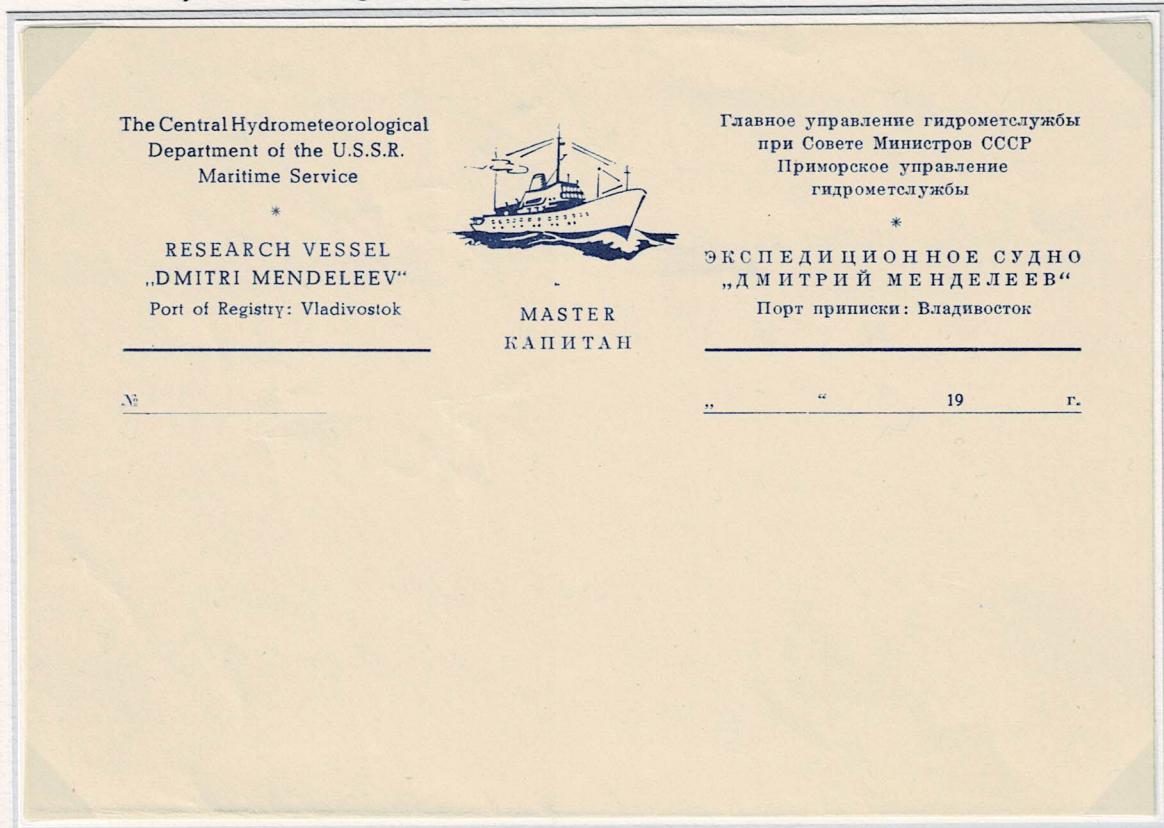 The Central Hydrometeorological
Department of the U.S.S.R.
Maritime Service
*
RESEARCH VESSEL
„DMITRI MENDELEEV“
Port of Registry: Vladivostok
MASTER
КАПИТАН
Главное управление гидрометслужбы
при Совете Министров СССР
Приморское управление
гидрометслужбы
*
ЭКСПЕДИЦИОННОЕ СУДНО
„ДМИТРИЙ МЕНДЕЛЕЕВ“
Порт приписки: Владивосток
№
„ “ 19 г.